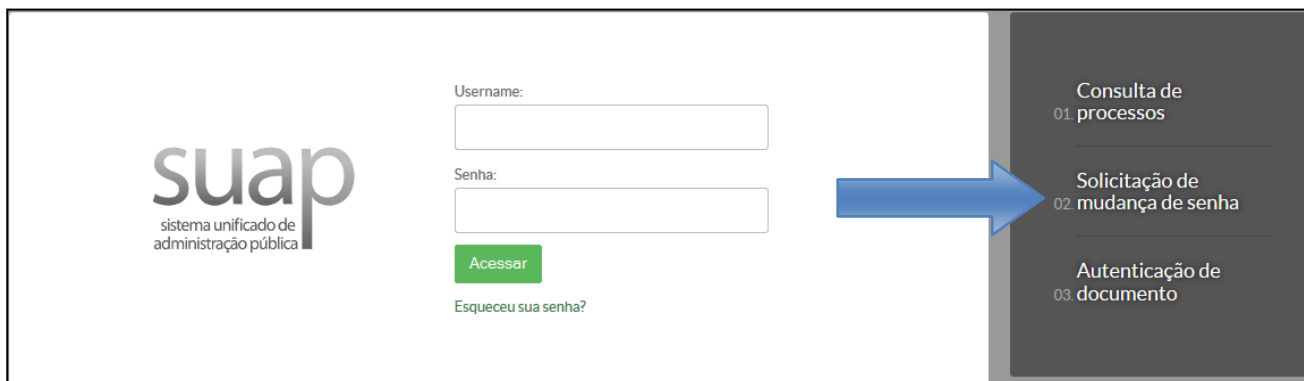 suap
sistema unificado de
administração pública
Username:
Senha:
Acessar
Esqueceu sua senha?
Consulta de
01. processos
Solicitação de
02. mudança de senha
Autenticação de
03. documento